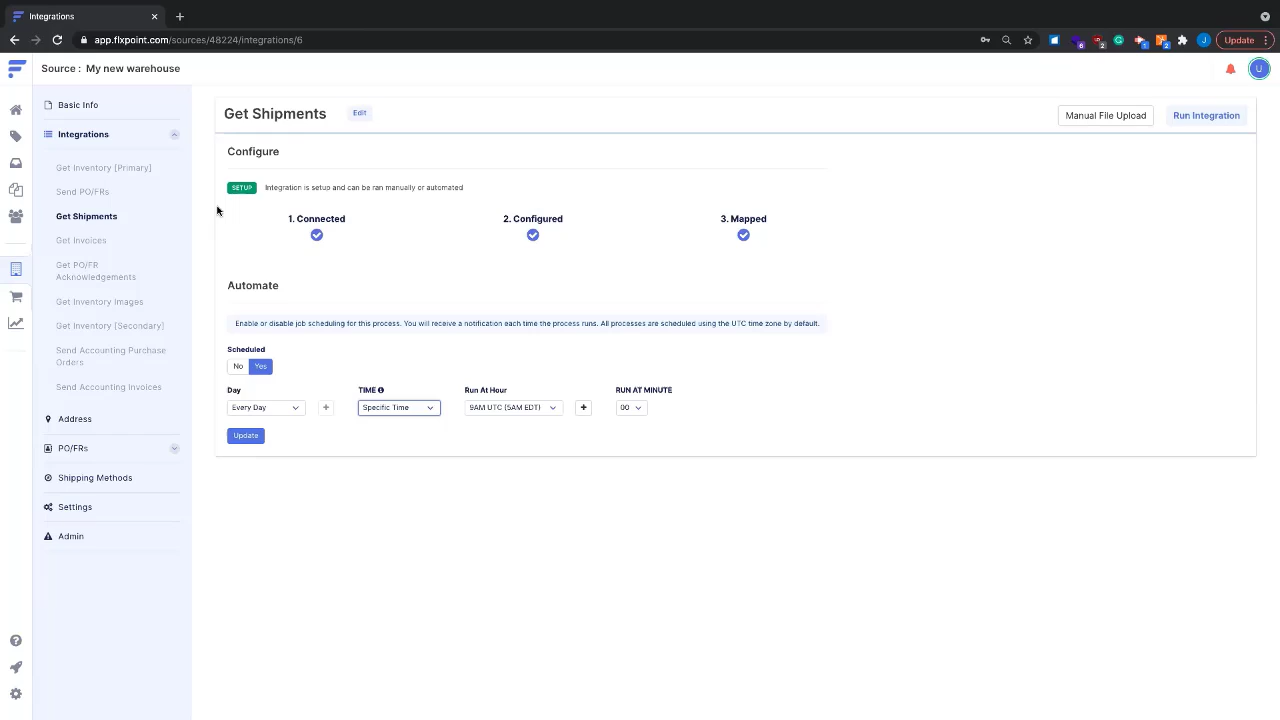 Integrations
app.flxpoint.com/sources/48224/integrations/6
Update
Source : My new warehouse
U
Basic Info
Integrations
Get Inventory [Primary]
Send PO/FRs
Get Shipments
Get Invoices
Get PO/FR
Acknowledgements
Get Inventory Images
Get Inventory [Secondary]
Send Accounting Purchase
Orders
Send Accounting Invoices
Address
PO/FRs
Shipping Methods
Settings
Admin
Get Shipments
Edit
Manual File Upload
Run Integration
Configure
SETUP Integration is setup and can be ran manually or automated
1. Connected
2. Configured
3. Mapped
Automate
Enable or disable job scheduling for this process. You will receive a notification each time the process runs. All processes are scheduled using the UTC time zone by default.
Scheduled
No Yes
Day TIME Run At Hour RUN AT MINUTE
Every Day + Specific Time 9AM UTC (5AM EDT) + 00
Update